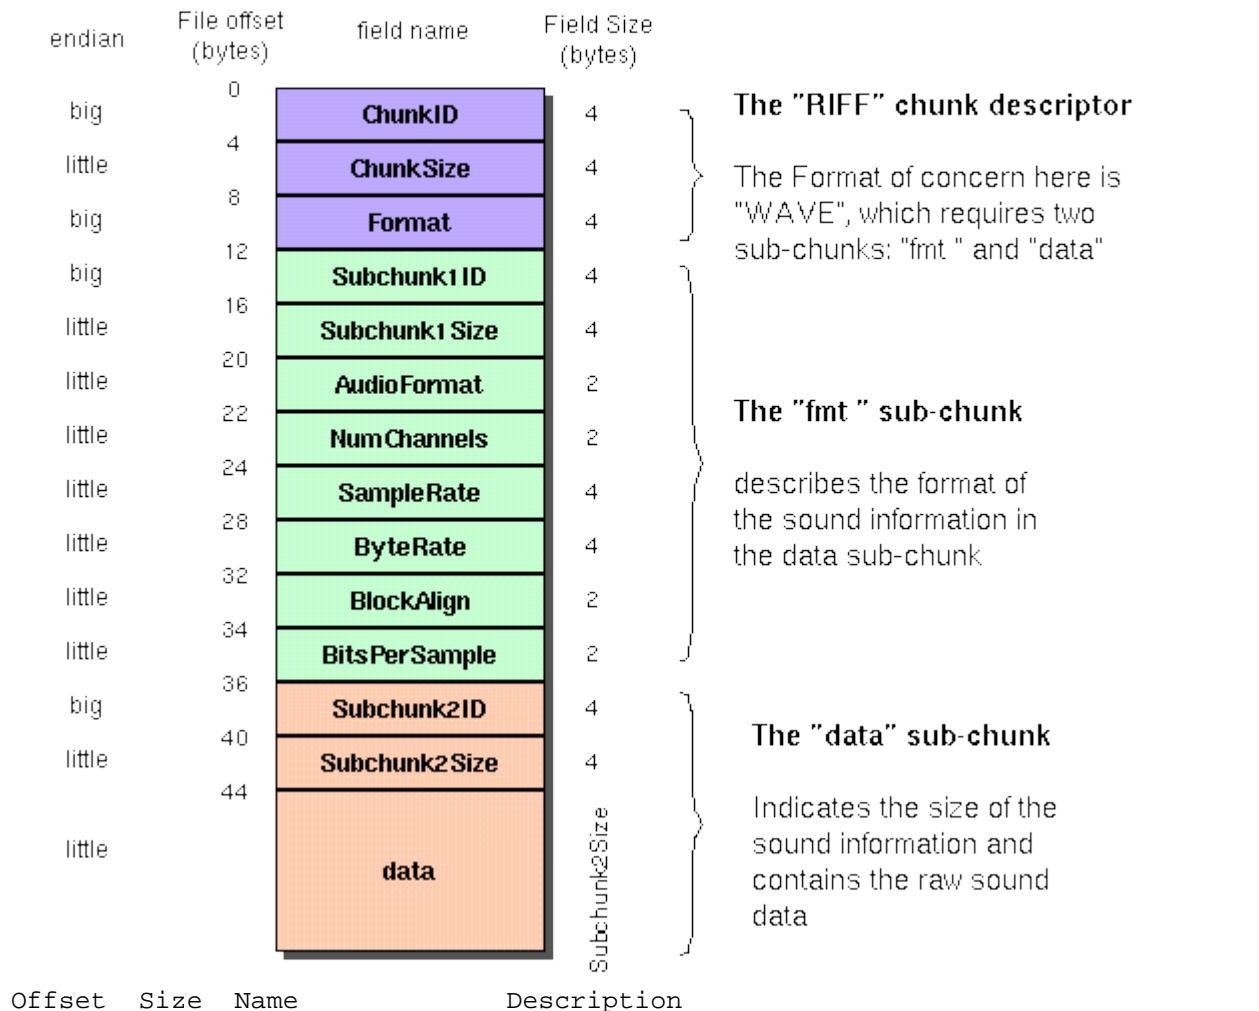 endian File offset (bytes) field name Field Size (bytes)
0
big ChunkID 4
4
little ChunkSize 4
8
big Format 4
12
big Subchunk1ID 4
16
little Subchunk1Size 4
20
little AudioFormat 2
22
little NumChannels 2
24
little SampleRate 4
28
little ByteRate 4
32
little BlockAlign 2
34
little BitsPerSample 2
36
big Subchunk2ID 4
40
little Subchunk2Size 4
44
little data Subchunk2Size
The "RIFF" chunk descriptor
The Format of concern here is
"WAVE", which requires two
sub-chunks: "fmt " and "data"
The "fmt " sub-chunk
describes the format of
the sound information in
the data sub-chunk
The "data" sub-chunk
Indicates the size of the
sound information and
contains the raw sound
data
Offset Size Name Description